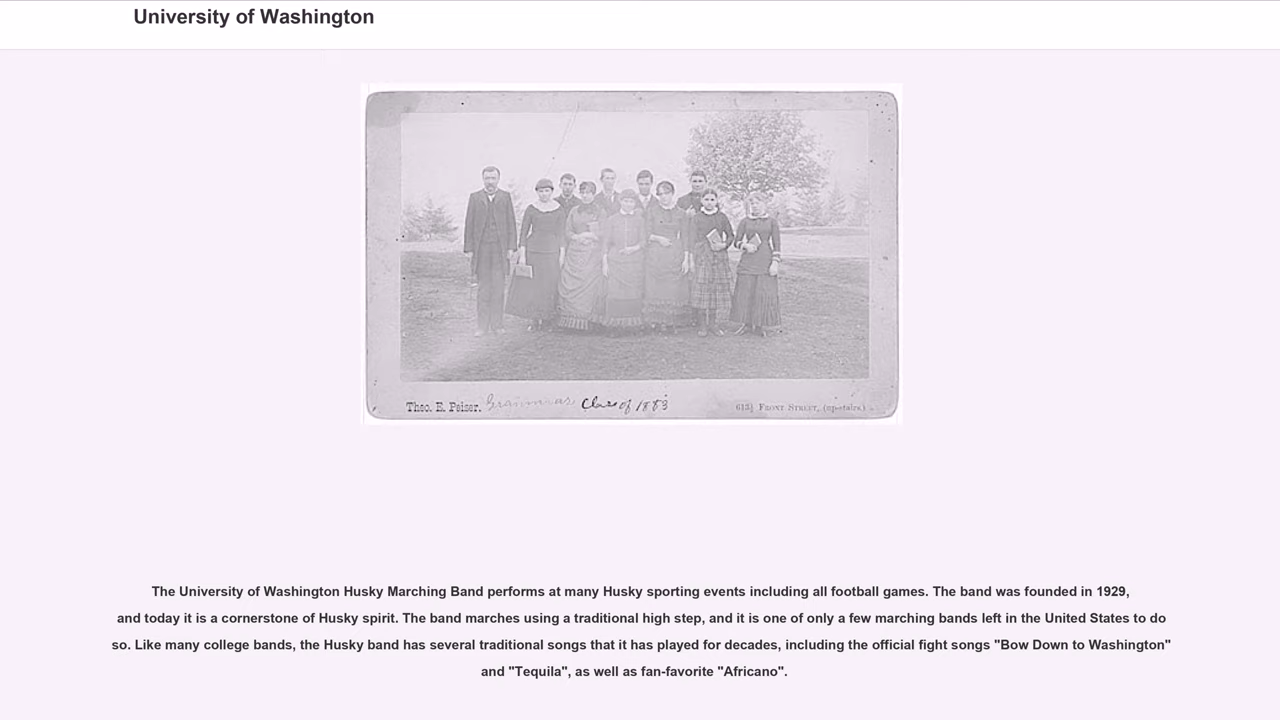 University of Washington
Theo. E. Peiser. Grammar Class of 1883 613½ Front Street, (up-stairs.)
The University of Washington Husky Marching Band performs at many Husky sporting events including all football games. The band was founded in 1929,
and today it is a cornerstone of Husky spirit. The band marches using a traditional high step, and it is one of only a few marching bands left in the United States to do
so. Like many college bands, the Husky band has several traditional songs that it has played for decades, including the official fight songs "Bow Down to Washington"
and "Tequila", as well as fan-favorite "Africano".